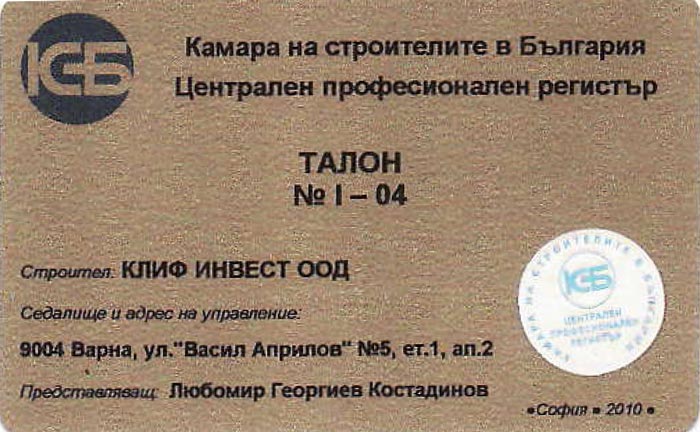 КСБ
Камара на строителите в България
Централен професионален регистър
ТАЛОН
№ I – 04
Строител: КЛИФ ИНВЕСТ ООД
Седалище и адрес на управление:
9004 Варна, ул."Васил Априлов" №5, ет.1, ап.2
Представляващ: Любомир Георгиев Костадинов
КАМАРА НА СТРОИТЕЛИТЕ В БЪЛГАРИЯ
КСБ
ЦЕНТРАЛЕН
ПРОФЕСИОНАЛЕН
РЕГИСТЪР
●София ● 2010 ●